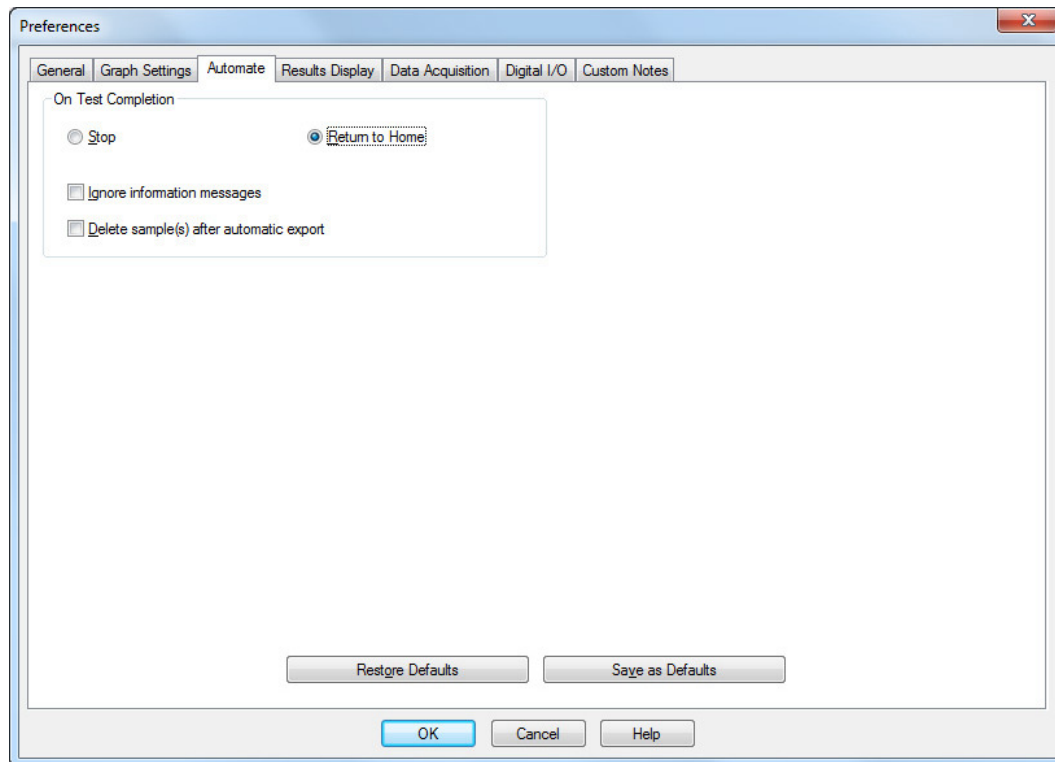 Preferences
General Graph Settings Automate Results Display Data Acquisition Digital I/O Custom Notes
On Test Completion
Stop Return to Home
Ignore information messages
Delete sample(s) after automatic export
Restore Defaults Save as Defaults
OK Cancel Help